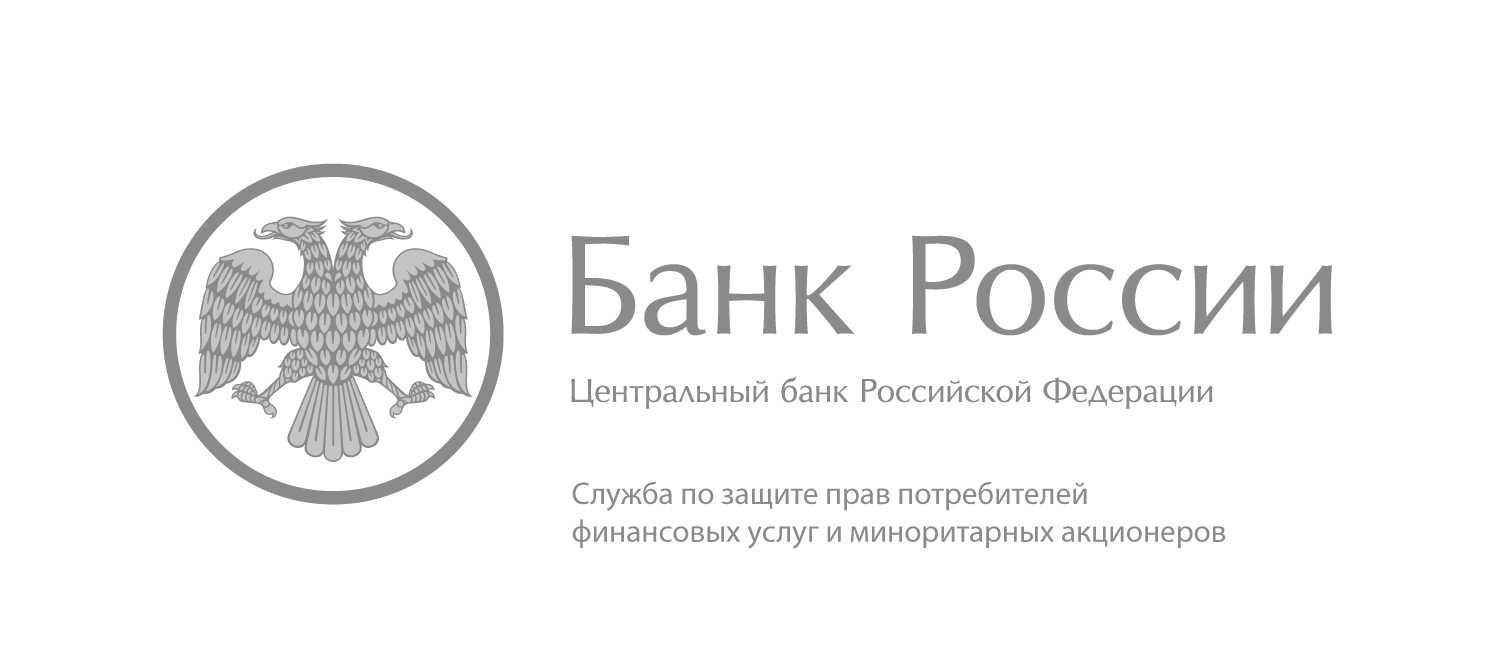 Банк России
Центральный банк Российской Федерации
Служба по защите прав потребителей
финансовых услуг и миноритарных акционеров